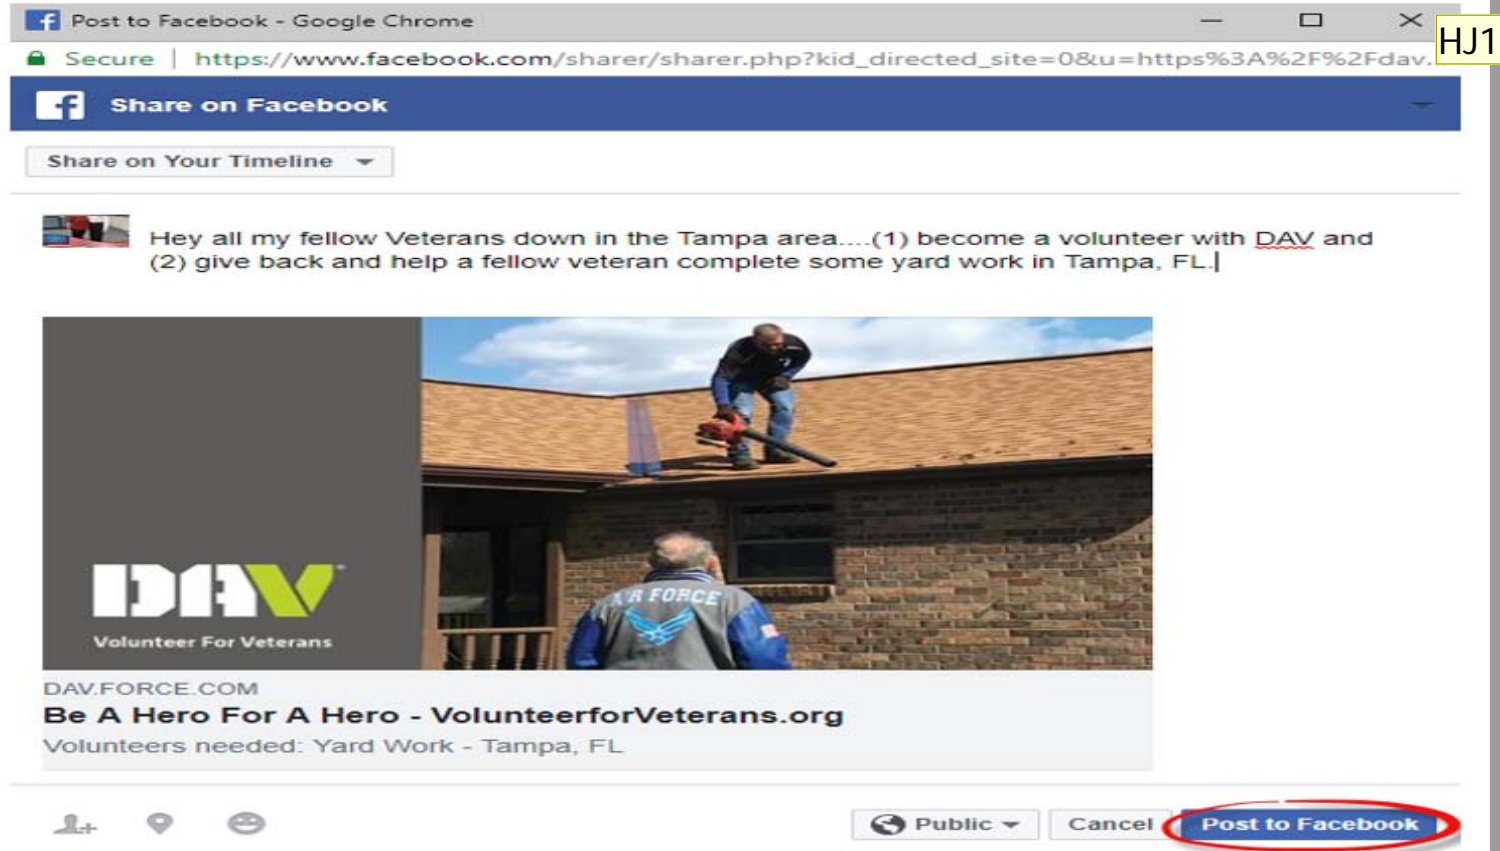 Post to Facebook - Google Chrome
HJ1
Secure | https://www.facebook.com/sharer/sharer.php?kid_directed_site=0&u=https%3A%2F%2Fdav.
f Share on Facebook
Share on Your Timeline
Hey all my fellow Veterans down in the Tampa area....(1) become a volunteer with DAV and
(2) give back and help a fellow veteran complete some yard work in Tampa, FL.
AIR FORCE
DAV
Volunteer For Veterans
DAV.FORCE.COM
Be A Hero For A Hero - VolunteerforVeterans.org
Volunteers needed: Yard Work - Tampa, FL
Public Cancel Post to Facebook